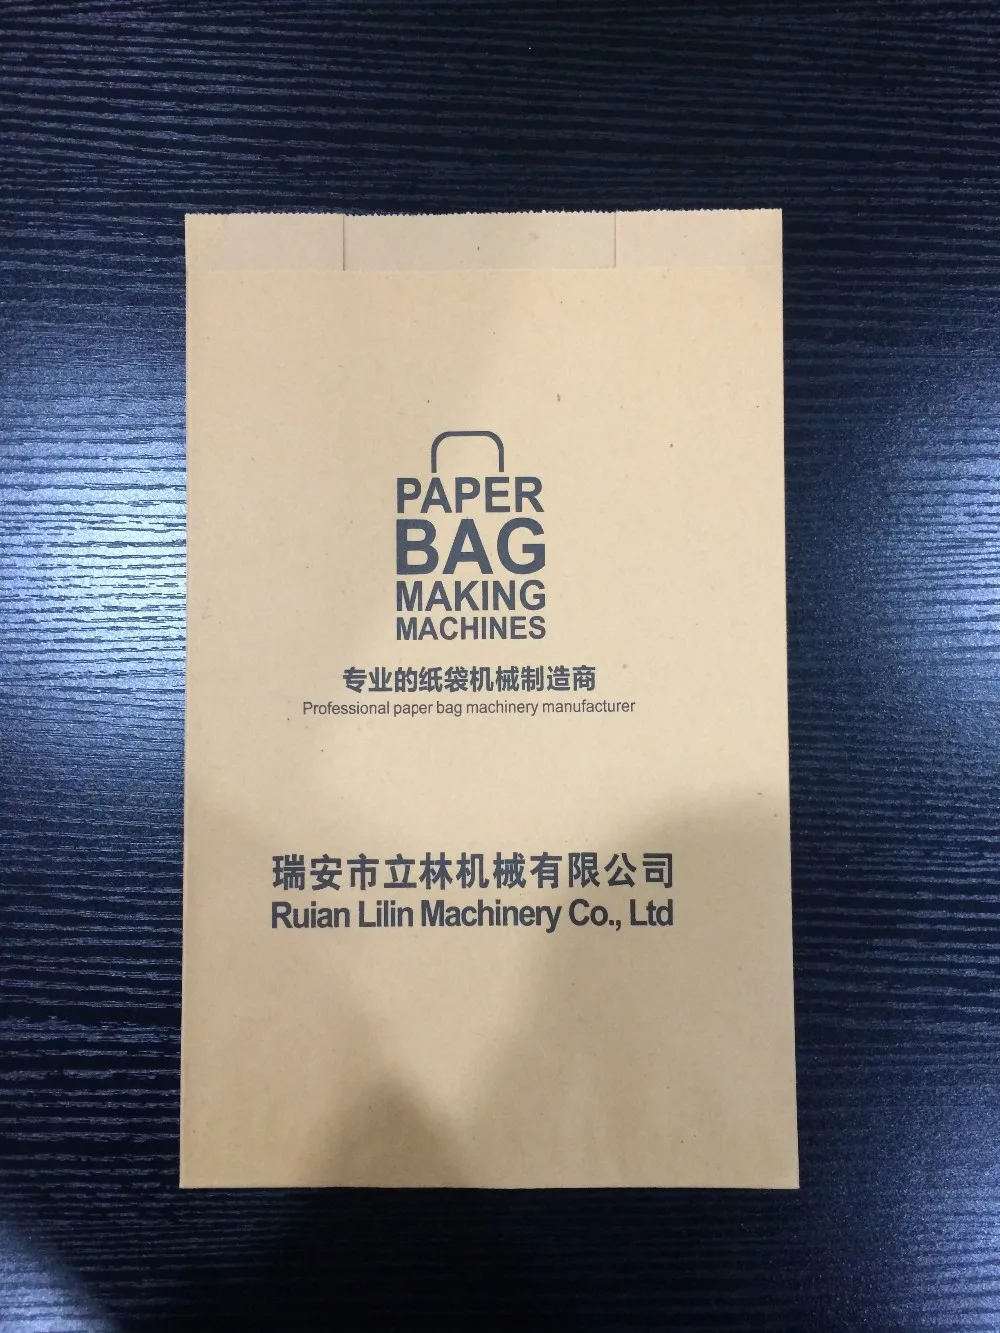 PAPER
BAG
MAKING
MACHINES
专业的纸袋机械制造商
Professional paper bag machinery manufacturer
瑞安市立林机械有限公司
Ruian Lilin Machinery Co., Ltd